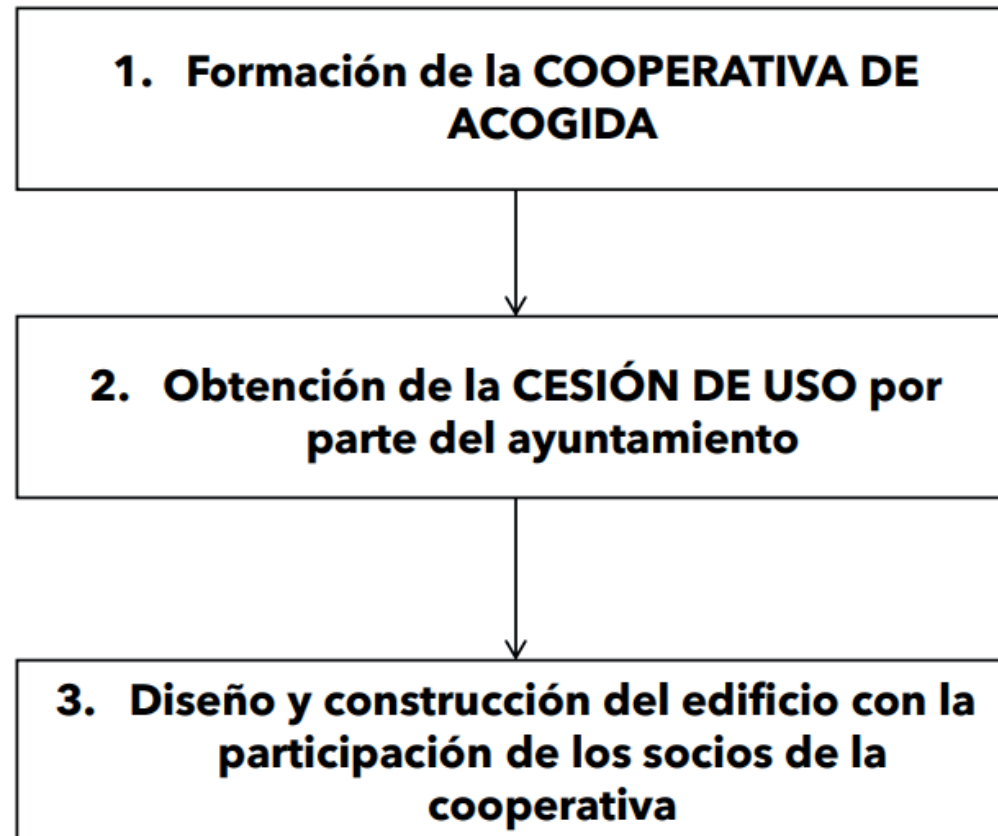 1. Formación de la COOPERATIVA DE
ACOGIDA
2. Obtención de la CESIÓN DE USO por
parte del ayuntamiento
3. Diseño y construcción del edificio con la
participación de los socios de la
cooperativa